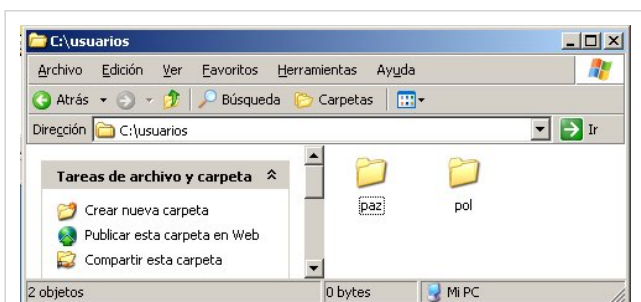 C:\usuarios
Archivo Edición Ver Favoritos Herramientas Ayuda
Atrás Búsqueda Carpetas
Dirección C:\usuarios Ir
Tareas de archivo y carpeta
Crear nueva carpeta
Publicar esta carpeta en Web
Compartir esta carpeta
paz pol
2 objetos 0 bytes Mi PC